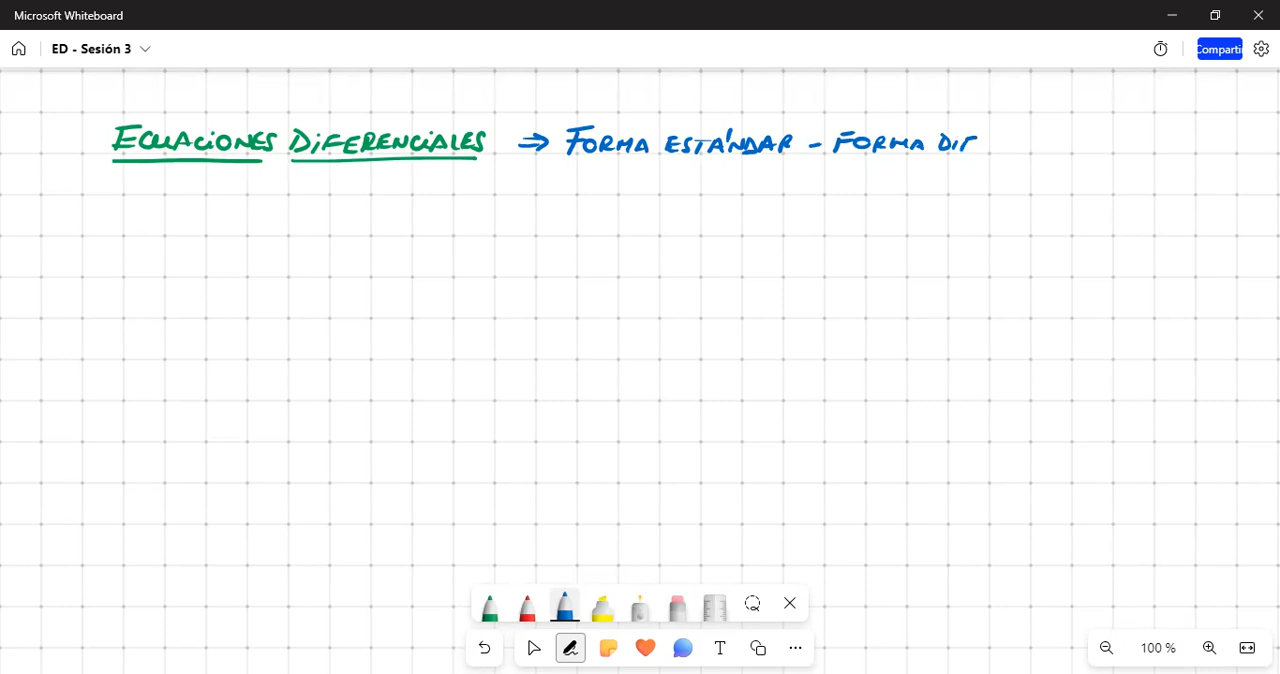 Microsoft Whiteboard
ED - Sesión 3
Comparti
ECUACIONES DIFERENCIALES ⇒ FORMA ESTÁNDAR - FORMA DIF
100 %